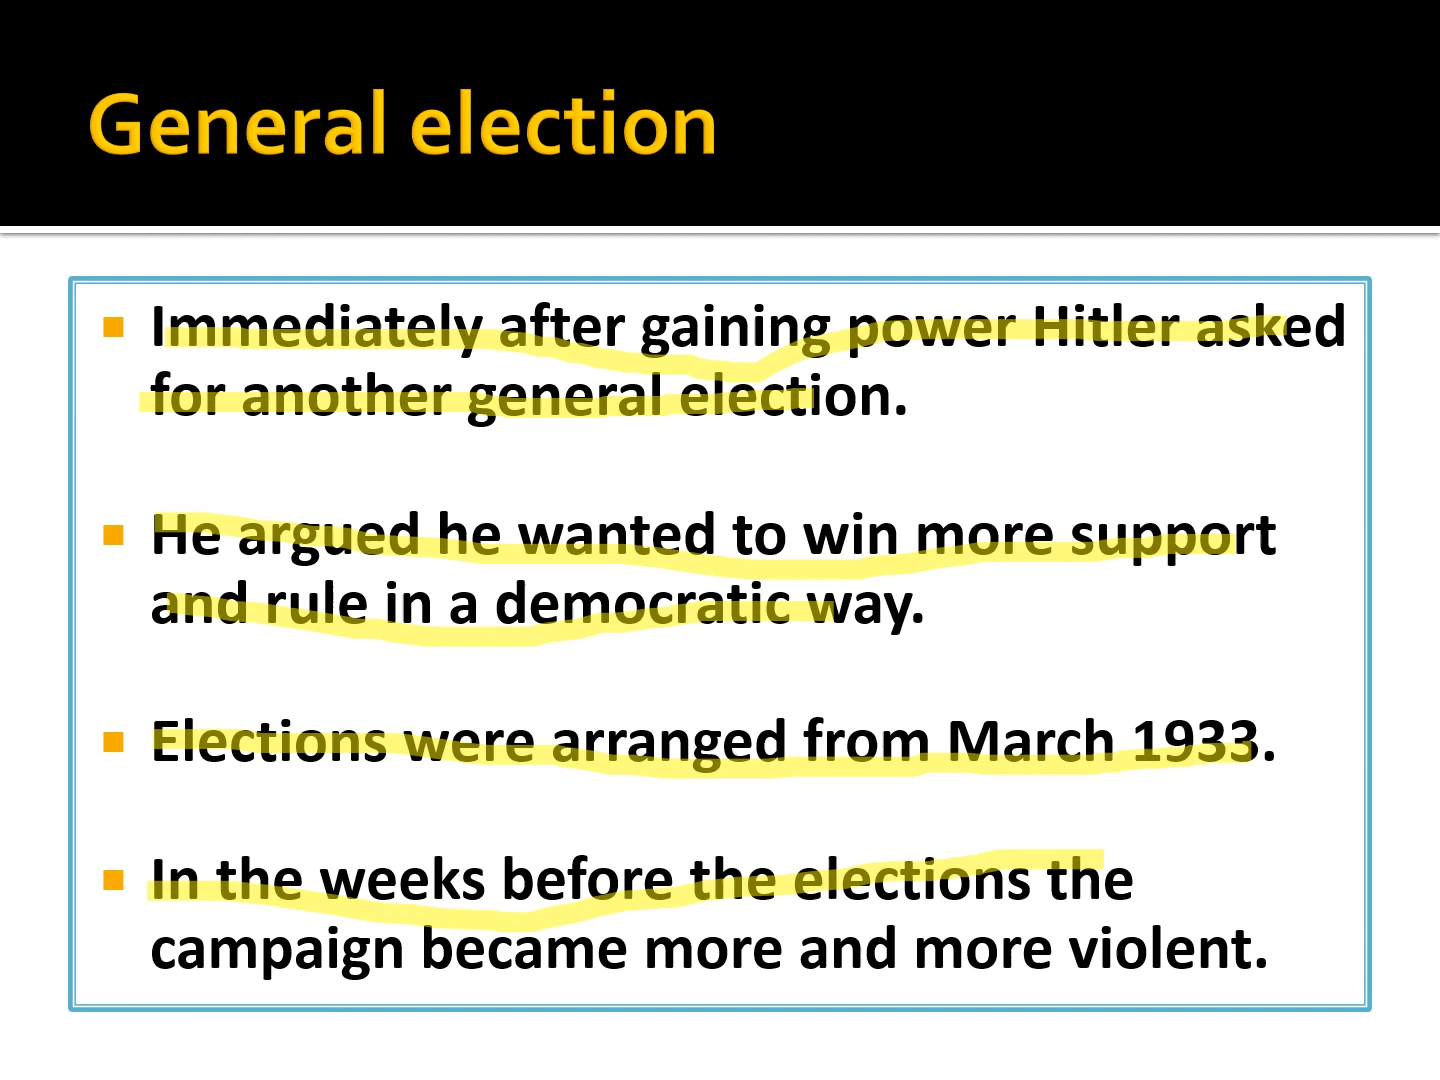 General election
Immediately after gaining power Hitler asked
for another general election.
He argued he wanted to win more support
and rule in a democratic way.
Elections were arranged from March 1933.
In the weeks before the elections the
campaign became more and more violent.